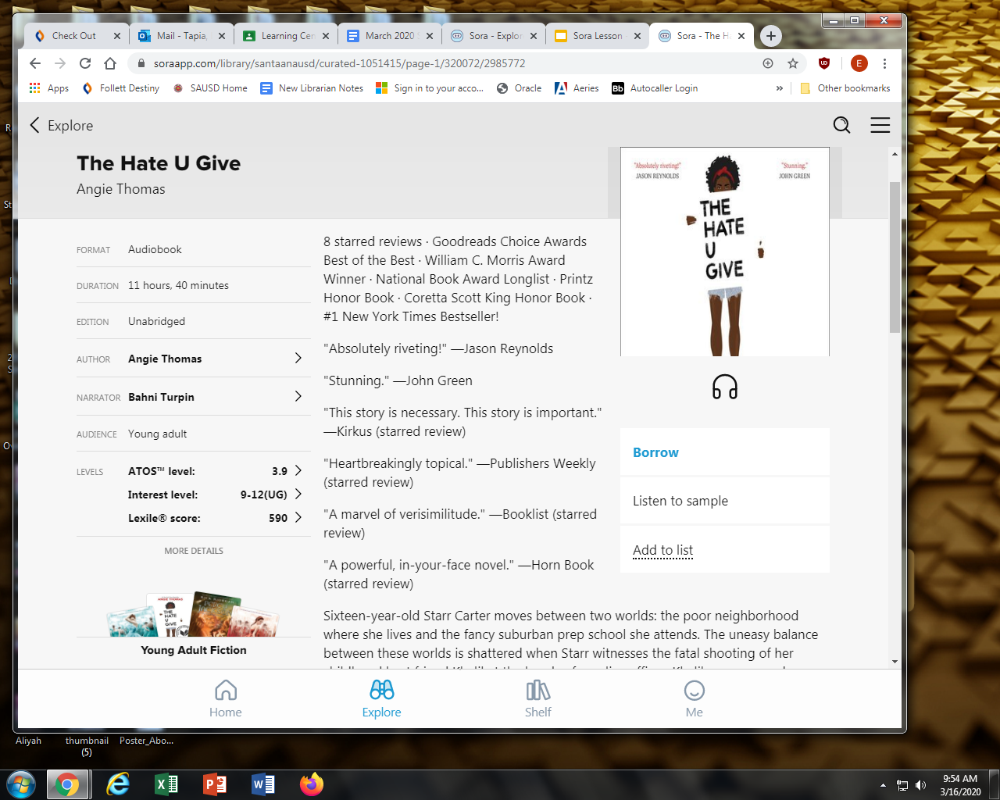 Check Out
Mail - Tapia,
Learning Cen
March 2020 S
Sora - Explor
Sora Lesson
Sora - The H
soraapp.com/library/santaanausd/curated-1051415/page-1/320072/2985772
E
Apps
Follett Destiny
SAUSD Home
New Librarian Notes
Sign in to your acco...
Oracle
Aeries
Bb
Autocaller Login
»
Other bookmarks
Explore
The Hate U Give
Angie Thomas
"Absolutely riveting!"
JASON REYNOLDS
"Stunning."
JOHN GREEN
THE
HATE
U
GIVE
FORMAT Audiobook
DURATION 11 hours, 40 minutes
EDITION Unabridged
AUTHOR Angie Thomas
NARRATOR Bahni Turpin
AUDIENCE Young adult
LEVELS ATOS™ level: 3.9
Interest level: 9-12(UG)
Lexile® score: 590
MORE DETAILS
ANGIE THOMAS
THE
HATE
U
GIVE
Young Adult Fiction
8 starred reviews · Goodreads Choice Awards
Best of the Best · William C. Morris Award
Winner · National Book Award Longlist · Printz
Honor Book · Coretta Scott King Honor Book ·
#1 New York Times Bestseller!
"Absolutely riveting!" —Jason Reynolds
"Stunning." —John Green
"This story is necessary. This story is important."
—Kirkus (starred review)
"Heartbreakingly topical." —Publishers Weekly
(starred review)
"A marvel of verisimilitude." —Booklist (starred
review)
"A powerful, in-your-face novel." —Horn Book
(starred review)
Sixteen-year-old Starr Carter moves between two worlds: the poor neighborhood
where she lives and the fancy suburban prep school she attends. The uneasy balance
between these worlds is shattered when Starr witnesses the fatal shooting of her
Borrow
Listen to sample
Add to list
Home
Explore
Shelf
Me
Aliyah
thumbnail
(5)
Poster_Abo...
9:54 AM
3/16/2020